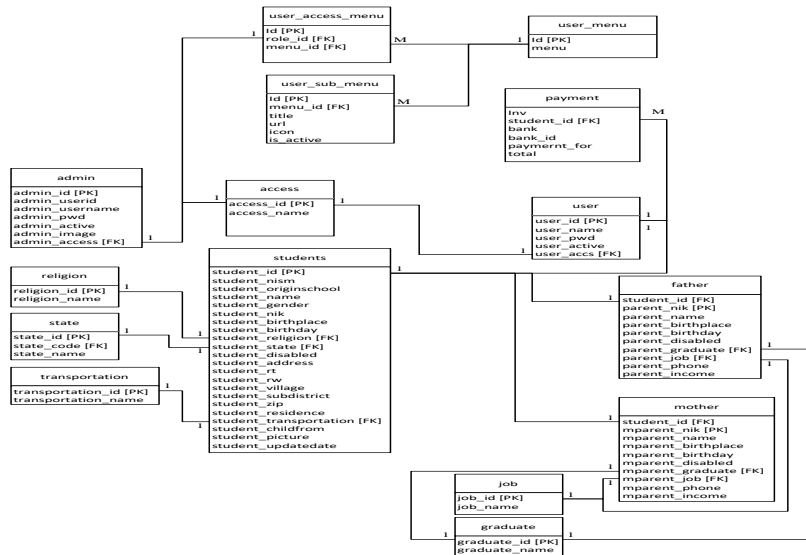 user_access_menu
Id [PK]
role_id [FK]
menu_id [FK]
1
M
user_menu
Id [PK]
menu
1
user_sub_menu
Id [PK]
menu_id [FK]
title
url
icon
is_active
M
payment
Inv
student_id [FK]
bank
bank_id
paymernt_for
total
M
admin
admin_id [PK]
admin_userid
admin_username
admin_pwd
admin_active
admin_image
admin_access [FK]
1
access
access_id [PK]
access_name
1
1
user
user_id [PK]
user_name
user_pwd
user_active
user_accs [FK]
1
1
1
students
student_id [PK]
student_nism
student_originschool
student_name
student_gender
student_nik
student_birthplace
student_birthday
student_religion [FK]
student_state [FK]
student_disabled
student_address
student_rt
student_rw
student_village
student_subdistrict
student_zip
student_residence
student_transportation [FK]
student_childfrom
student_picture
student_updatedate
1
1
1
1
religion
religion_id [PK]
religion_name
1
state
state_id [PK]
state_code [FK]
state_name
1
transportation
transportation_id [PK]
transportation_name
1
father
student_id [FK]
parent_nik [PK]
parent_name
parent_birthplace
parent_birthday
parent_disabled
parent_graduate [FK]
parent_job [FK]
parent_phone
parent_income
1
1
1
mother
student_id [FK]
mparent_nik [PK]
mparent_name
mparent_birthplace
mparent_birthday
mparent_disabled
mparent_graduate [FK]
mparent_job [FK]
mparent_phone
mparent_income
1
1
1
job
job_id [PK]
job_name
1
graduate
graduate_id [PK]
graduate_name
1
1